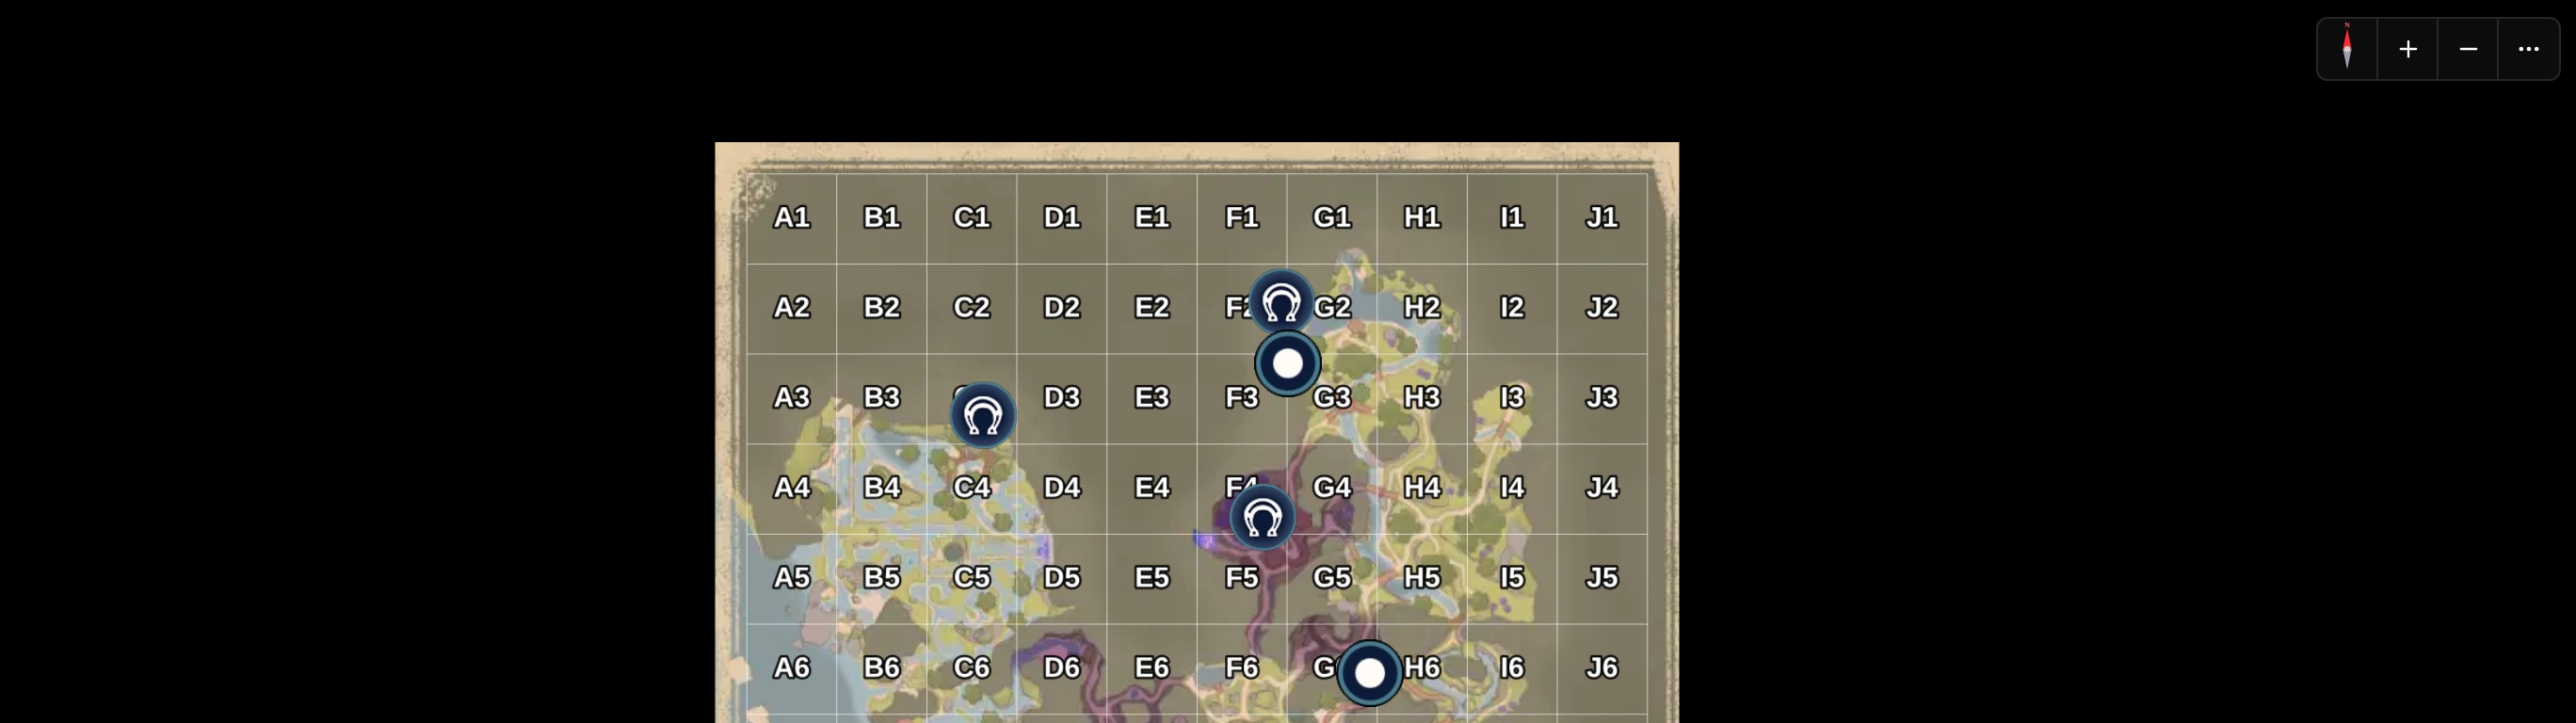 N
A1 B1 C1 D1 E1 F1 G1 H1 I1 J1
A2 B2 C2 D2 E2 F2 G2 H2 I2 J2
A3 B3 D3 E3 F3 G3 H3 I3 J3
A4 B4 C4 D4 E4 F4 G4 H4 I4 J4
A5 B5 C5 D5 E5 F5 G5 H5 I5 J5
A6 B6 C6 D6 E6 F6 G H6 I6 J6